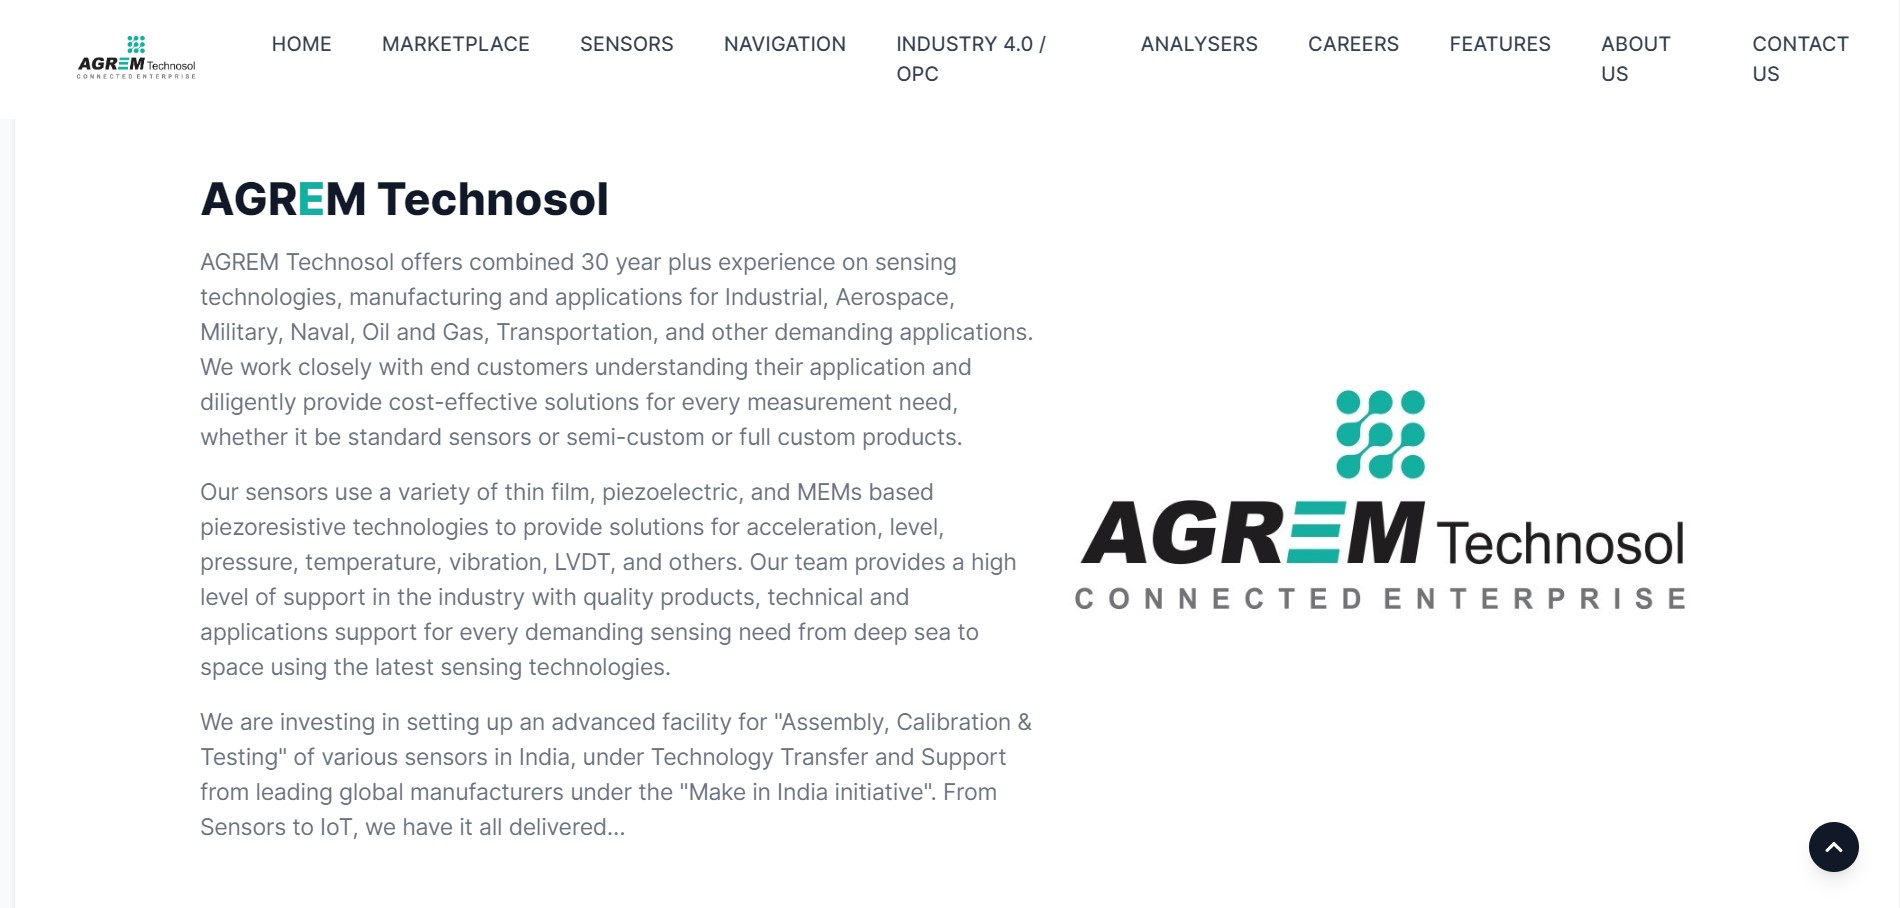 AGREM Technosol
CONNECTED ENTERPRISE
HOME
MARKETPLACE
SENSORS
NAVIGATION
INDUSTRY 4.0 /
OPC
ANALYSERS
CAREERS
FEATURES
ABOUT
US
CONTACT
US
AGREM Technosol
AGREM Technosol offers combined 30 year plus experience on sensing
technologies, manufacturing and applications for Industrial, Aerospace,
Military, Naval, Oil and Gas, Transportation, and other demanding applications.
We work closely with end customers understanding their application and
diligently provide cost-effective solutions for every measurement need,
whether it be standard sensors or semi-custom or full custom products.
Our sensors use a variety of thin film, piezoelectric, and MEMs based
piezoresistive technologies to provide solutions for acceleration, level,
pressure, temperature, vibration, LVDT, and others. Our team provides a high
level of support in the industry with quality products, technical and
applications support for every demanding sensing need from deep sea to
space using the latest sensing technologies.
We are investing in setting up an advanced facility for "Assembly, Calibration &
Testing" of various sensors in India, under Technology Transfer and Support
from leading global manufacturers under the "Make in India initiative". From
Sensors to IoT, we have it all delivered...
AGREM Technosol
CONNECTED ENTERPRISE